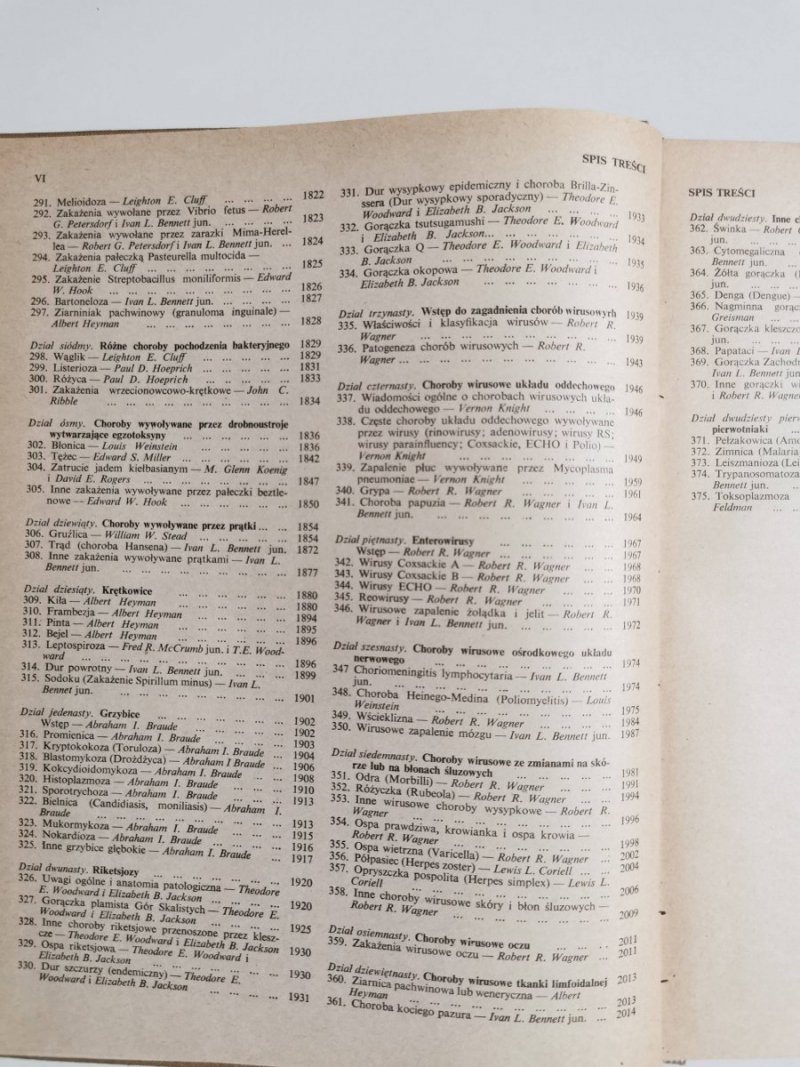 VI
SPIS TREŚCI
291. Melioidoza — Leighton E. Cluff ... ... ... ... 1822
292. Zakażenia wywołane przez Vibrio fetus — Robert
G. Petersdorf i Ivan L. Bennett jun. ... ... ... ... 1823
293. Zakażenia wywołane przez zarazki Mima-Herel-
lea — Robert G. Petersdorf i Ivan L. Bennett jun. ... 1824
294. Zakażenia pałeczką Pasteurella multocida —
Leighton E. Cluff ... ... ... ... ... ... ... 1825
295. Zakażenie Streptobacillus moniliformis — Edward
W. Hook ... ... ... ... ... ... ... ... ... 1826
296. Bartoneloza — Ivan L. Bennett jun. ... ... ... ... 1827
297. Ziarniniak pachwinowy (granuloma inguinale) —
Albert Heyman ... ... ... ... ... ... ... 1828
Dział siódmy. Różne choroby pochodzenia bakteryjnego 1829
298. Wąglik — Leighton E. Cluff ... ... ... ... ... 1829
299. Listerioza — Paul D. Hoeprich ... ... ... ... 1831
300. Różyca — Paul D. Hoeprich ... ... ... ... 1833
301. Zakażenia wrzecionowcowo-krętkowe — John C.
Ribble ... ... ... ... ... ... ... ... ... 1834
Dział ósmy. Choroby wywoływane przez drobnoustroje
wytwarzające egzotoksyny ... ... ... ... ... 1836
302. Błonica — Louis Weinstein ... ... ... ... ... 1836
303. Tężec — Edward S. Miller ... ... ... ... ... 1842
304. Zatrucie jadem kiełbasianym — M. Glenn Koenig
i David E. Rogers ... ... ... ... ... ... ... 1847
305. Inne zakażenia wywoływane przez pałeczki beztle-
nowe — Edward W. Hook ... ... ... ... ... 1850
Dział dziewiąty. Choroby wywoływane przez prątki ... ... 1854
306. Gruźlica — William W. Stead ... ... ... ... 1854
307. Trąd (choroba Hansena) — Ivan L. Bennett jun. 1872
308. Inne zakażenia wywoływane prątkami — Ivan L.
Bennett jun. ... ... ... ... ... ... ... ... 1877
Dział dziesiąty. Krętkowice ... ... ... ... ... ... 1880
309. Kiła — Albert Heyman ... ... ... ... ... ... 1880
310. Frambezja — Albert Heyman ... ... ... ... 1894
311. Pinta — Albert Heyman ... ... ... ... ... 1895
312. Bejel — Albert Heyman ... ... ... ... ... 1896
313. Leptospiroza — Fred R. McCrumb jun. i T.E. Wood-
ward ... ... ... ... ... ... ... ... ... 1896
314. Dur powrotny — Ivan L. Bennett jun. ... ... ... 1899
315. Sodoku (Zakażenie Spirillum minus) — Ivan L.
Bennet jun. ... ... ... ... ... ... ... ... 1901
Dział jedenasty. Grzybice ... ... ... ... ... ... 1902
Wstęp — Abraham I. Braude ... ... ... ... ... 1902
316. Promienica — Abraham I. Braude ... ... ... ... 1903
317. Kryptokokoza (Toruloza) — Abraham I. Braude ... 1904
318. Blastomykoza (Drożdżyca) — Abraham I Braude ... 1906
319. Kokcydioidomykoza — Abraham I. Braude ... ... 1908
320. Histoplazmoza — Abraham I. Braude ... ... ... 1910
321. Sporotrychoza — Abraham I. Braude ... ... ... 1913
322. Bielnica (Candidiasis, moniliasis) — Abraham I.
Braude ... ... ... ... ... ... ... ... ... 1913
323. Mukormykoza — Abraham I. Braude ... ... ... 1915
324. Nokardioza — Abraham I. Braude ... ... ... ... 1916
325. Inne grzybice głębokie — Abraham I. Braude ... 1917
Dział dwunasty. Riketsjozy ... ... ... ... ... ... 1920
326. Uwagi ogólne i anatomia patologiczna — Theodore
E. Woodward i Elizabeth B. Jackson ... ... ... 1920
327. Gorączka plamista Gór Skalistych — Theodore E.
Woodward i Elizabeth B. Jackson ... ... ... ... 1925
328. Inne choroby riketsjowe przenoszone przez klesz-
cze — Theodore E. Woodward i Elizabeth B. Jackson 1930
329. Ospa riketsjowa — Theodore E. Woodward i
Elizabeth B. Jackson ... ... ... ... ... ... 1930
330. Dur szczurzy (endemiczny) — Theodore E.
Woodward i Elizabeth B. Jackson ... ... ... ... 1931
331. Dur wysypkowy epidemiczny i choroba Brilla-Zin-
ssera (Dur wysypkowy sporadyczny) — Theodore E.
Woodward i Elizabeth B. Jackson ... ... ... ... 1933
332. Gorączka tsutsugamushi — Theodore E. Woodward
i Elizabeth B. Jackson... ... ... ... ... ... ... 1934
333. Gorączka Q — Theodore E. Woodward i Elizabeth
B. Jackson ... ... ... ... ... ... ... ... 1935
334. Gorączka okopowa — Theodore E. Woodward i
Elizabeth B. Jackson ... ... ... ... ... ... 1936
Dział trzynasty. Wstęp do zagadnienia chorób wirusowych 1939
335. Właściwości i klasyfikacja wirusów — Robert R.
Wagner ... ... ... ... ... ... ... ... ... 1939
336. Patogeneza chorób wirusowych — Robert R.
Wagner ... ... ... ... ... ... ... ... ... 1943
Dział czternasty. Choroby wirusowe układu oddechowego 1946
337. Wiadomości ogólne o chorobach wirusowych ukła-
du oddechowego — Vernon Knight ... ... ... ... 1946
338. Częste choroby układu oddechowego wywoływane
przez wirusy (rinowirusy; adenowirusy; wirusy RS;
wirusy parainfluency; Coxsackie, ECHO i Polio) —
Vernon Knight ... ... ... ... ... ... ... ... 1949
339. Zapalenie płuc wywoływane przez Mycoplasma
pneumoniae — Vernon Knight ... ... ... ... ... 1959
340. Grypa — Robert R. Wagner ... ... ... ... ... 1961
341. Choroba papuzia — Robert R. Wagner i Ivan L.
Bennett jun. ... ... ... ... ... ... ... ... 1964
Dział piętnasty. Enterowirusy ... ... ... ... ... 1967
Wstęp — Robert R. Wagner ... ... ... ... ... 1967
342. Wirusy Coxsackie A — Robert R. Wagner ... ... 1968
343. Wirusy Coxsackie B — Robert R. Wagner ... ... 1968
344. Wirusy ECHO — Robert R. Wagner ... ... ... 1970
345. Reowirusy — Robert R. Wagner ... ... ... ... 1971
346. Wirusowe zapalenie żołądka i jelit — Robert R.
Wagner i Ivan L. Bennett jun. ... ... ... ... ... 1972
Dział szesnasty. Choroby wirusowe ośrodkowego układu
nerwowego ... ... ... ... ... ... ... ... 1974
347 Choriomeningitis lymphocytaria — Ivan L. Bennett
jun. ... ... ... ... ... ... ... ... ... ... 1974
348. Choroba Heinego-Medina (Poliomyelitis) — Louis
Weinstein ... ... ... ... ... ... ... ... 1975
349. Wścieklizna — Robert R. Wagner ... ... ... ... 1984
350. Wirusowe zapalenie mózgu — Ivan L. Bennett jun. 1987
Dział siedemnasty. Choroby wirusowe ze zmianami na skó-
rze lub na błonach śluzowych ... ... ... ... ... 1981
351. Odra (Morbilli) — Robert R. Wagner ... ... ... 1991
352. Różyczka (Rubeola) — Robert R. Wagner ... ... 1994
353. Inne wirusowe choroby wysypkowe — Robert R.
Wagner ... ... ... ... ... ... ... ... ... 1996
354. Ospa prawdziwa, krowianka i ospa krowia —
Robert R. Wagner ... ... ... ... ... ... ... 1998
355. Ospa wietrzna (Varicella) — Robert R. Wagner ... 2002
356. Półpasiec (Herpes zoster) — Lewis L. Coriell ... ... 2004
357. Opryszczka pospolita (Herpes simplex) — Lewis L.
Coriell ... ... ... ... ... ... ... ... ... 2006
358. Inne choroby wirusowe skóry i błon śluzowych —
Robert R. Wagner ... ... ... ... ... ... ... 2009
Dział osiemnasty. Choroby wirusowe oczu ... ... ... 2011
359. Zakażenia wirusowe oczu — Robert R. Wagner ... 2011
Dział dziewiętnasty. Choroby wirusowe tkanki limfoidalnej 2013
360. Ziarnica pachwinowa lub weneryczna — Albert
Heyman ... ... ... ... ... ... ... ... ... 2013
361. Choroba kociego pazura — Ivan L. Bennett jun. ... 2014
SPIS TREŚCI
Dział dwudziesty. Inne
362. Świnka — Robert
jun. ... ... ...
363. Cytomegaliczna
Bennett jun. ...
364. Żółta gorączka
jun. ... ... ...
365. Denga (Dengue) —
366. Nagminna
Greisman ... ...
367. Gorączka
jun. ... ... ...
368. Papataci — Ivan
369. Gorączka
Ivan L. Bennett jun
370. Inne gorączki
i Robert R.
Dział dwudziesty
pierwotniaki ...
371. Pełzakowica
372. Zimnica (Malaria
373. Leiszmanioza
374. Trypanosomatoza
Bennett jun. ...
375. Toksoplazmoza
Feldman ... ...